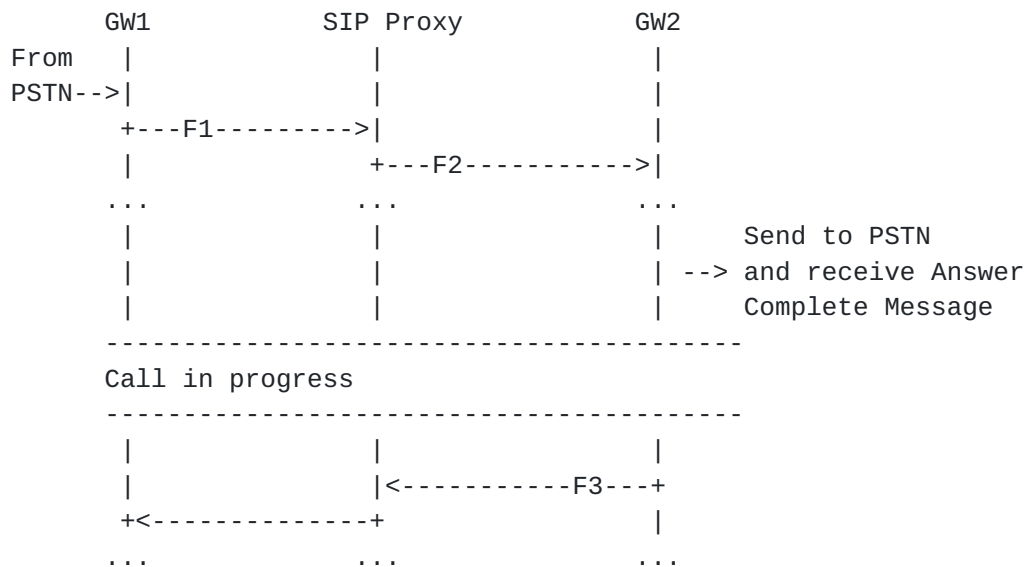 GW1 SIP Proxy GW2
From | | |
PSTN-->| | |
+---F1--------->| |
| +---F2----------->|
... ... ...
| | | Send to PSTN
| | | --> and receive Answer
| | | Complete Message
-----------------------------------------
Call in progress
-----------------------------------------
| | |
| |<-----------F3---+
+<--------------+ |
... ... ...